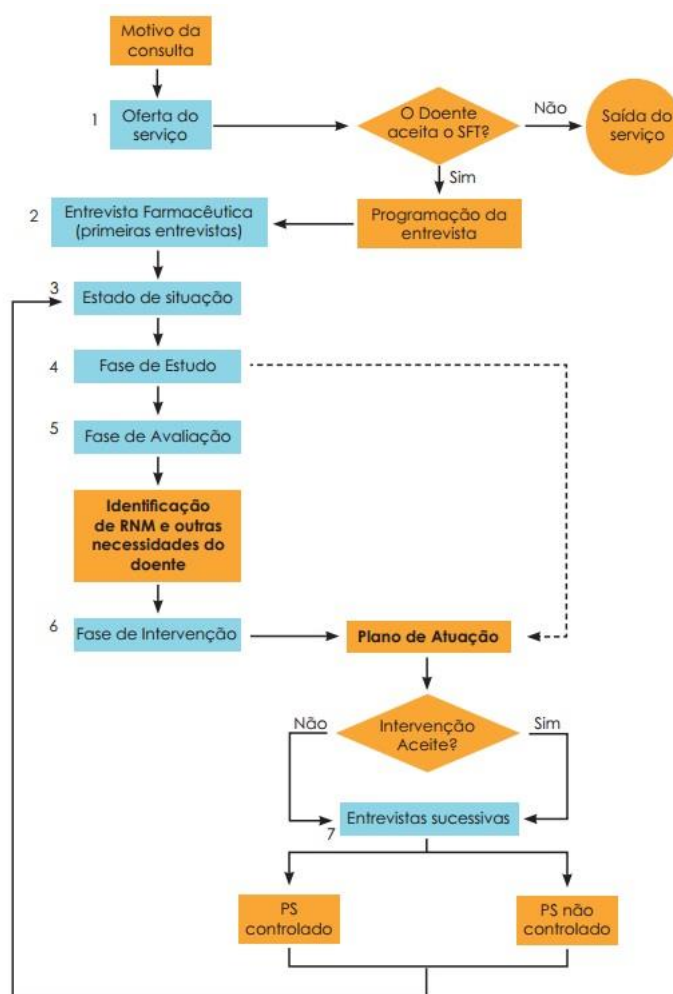 Motivo da
consulta
1
Oferta do
serviço
O Doente
aceita o SFT?
Não
Saída do
serviço
Sim
2
Entrevista Farmacêutica
(primeiras entrevistas)
Programação da
entrevista
3
Estado de situação
4
Fase de Estudo
5
Fase de Avaliação
Identificação
de RNM e outras
necessidades do
doente
6
Fase de Intervenção
Plano de Atuação
Não
Intervenção
Aceite?
Sim
Entrevistas sucessivas
7
PS
controlado
PS não
controlado